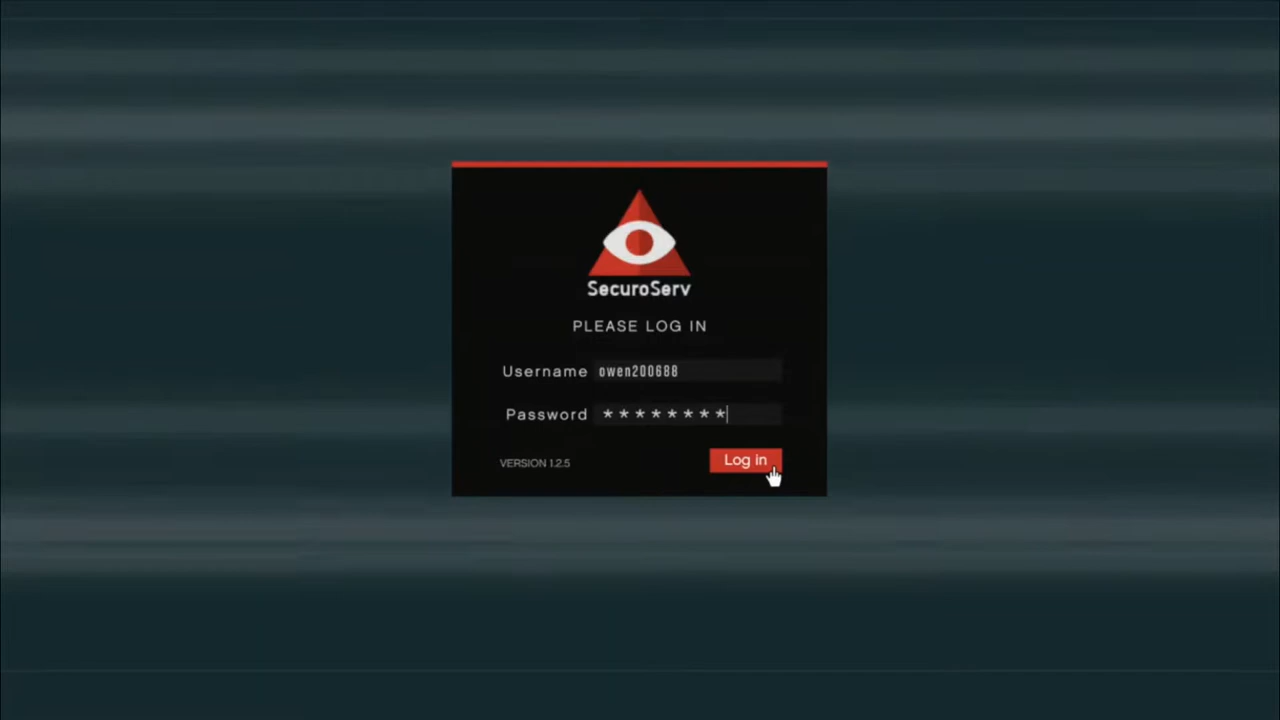 SecuroServ
PLEASE LOG IN
Username owen200688
Password ********
VERSION 1.2.5
Log in